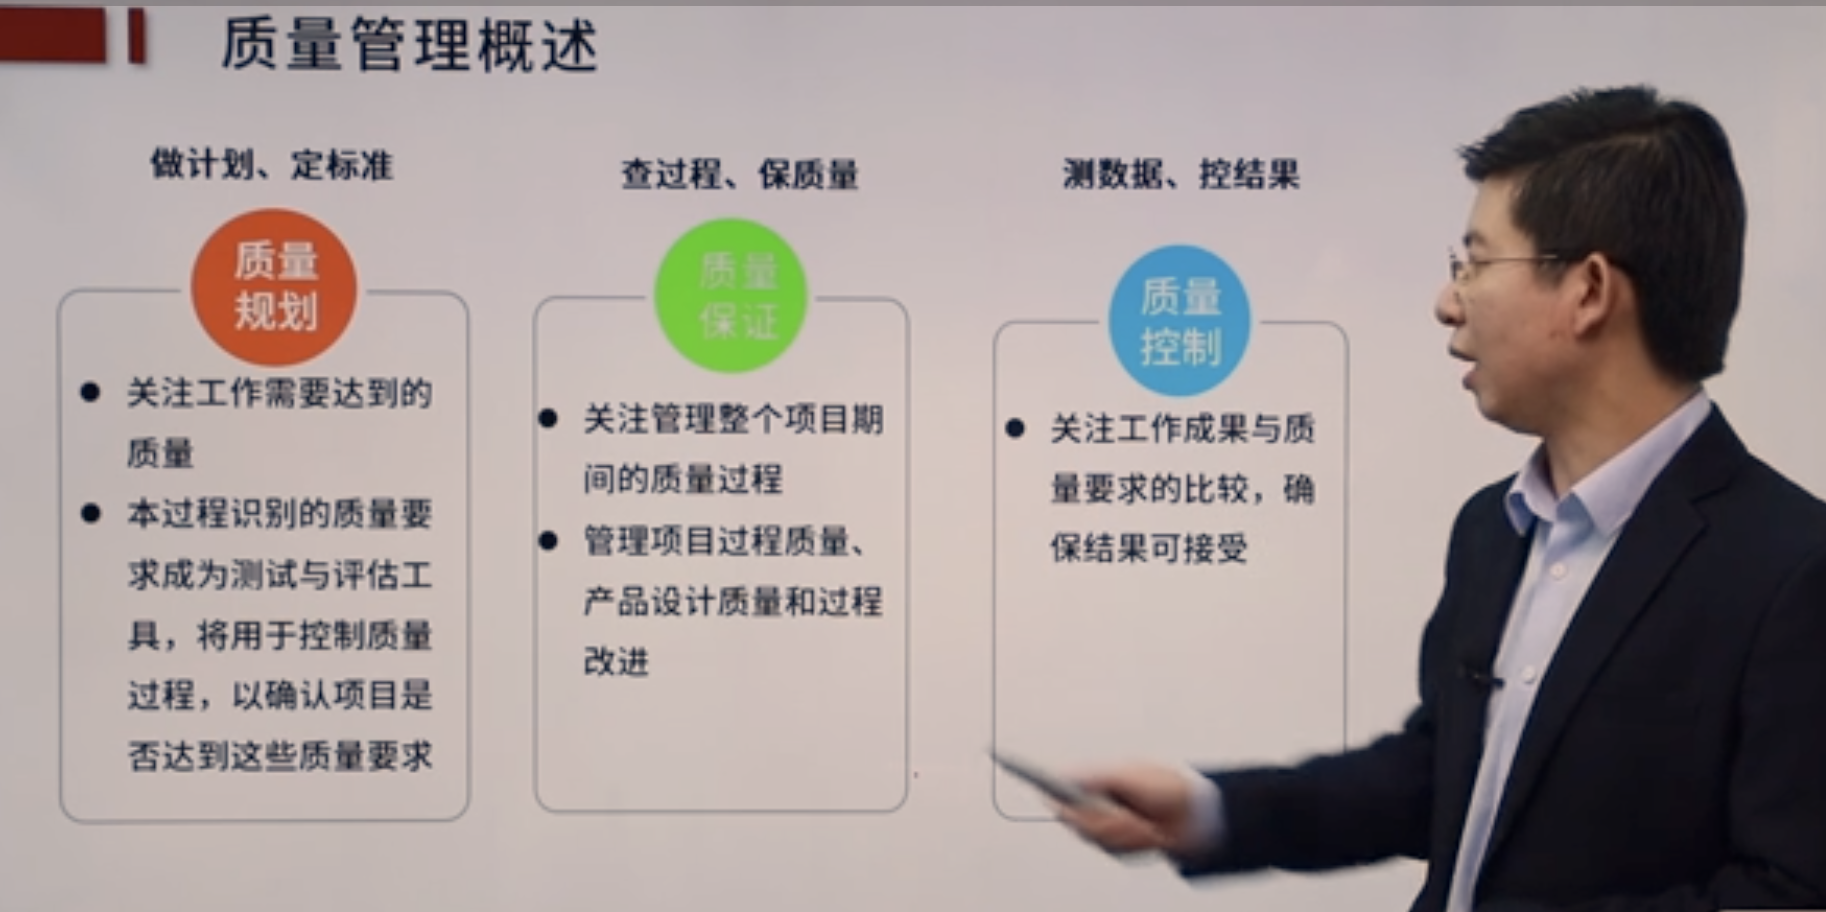 质量管理概述
做计划、定标准
质量
规划
关注工作需要达到的
质量
本过程识别的质量要
求成为测试与评估工
具，将用于控制质量
过程，以确认项目是
否达到这些质量要求
查过程、保质量
质量
保证
关注管理整个项目期
间的质量过程
管理项目过程质量、
产品设计质量和过程
改进
测数据、控结果
质量
控制
关注工作成果与质
量要求的比较，确
保结果可接受